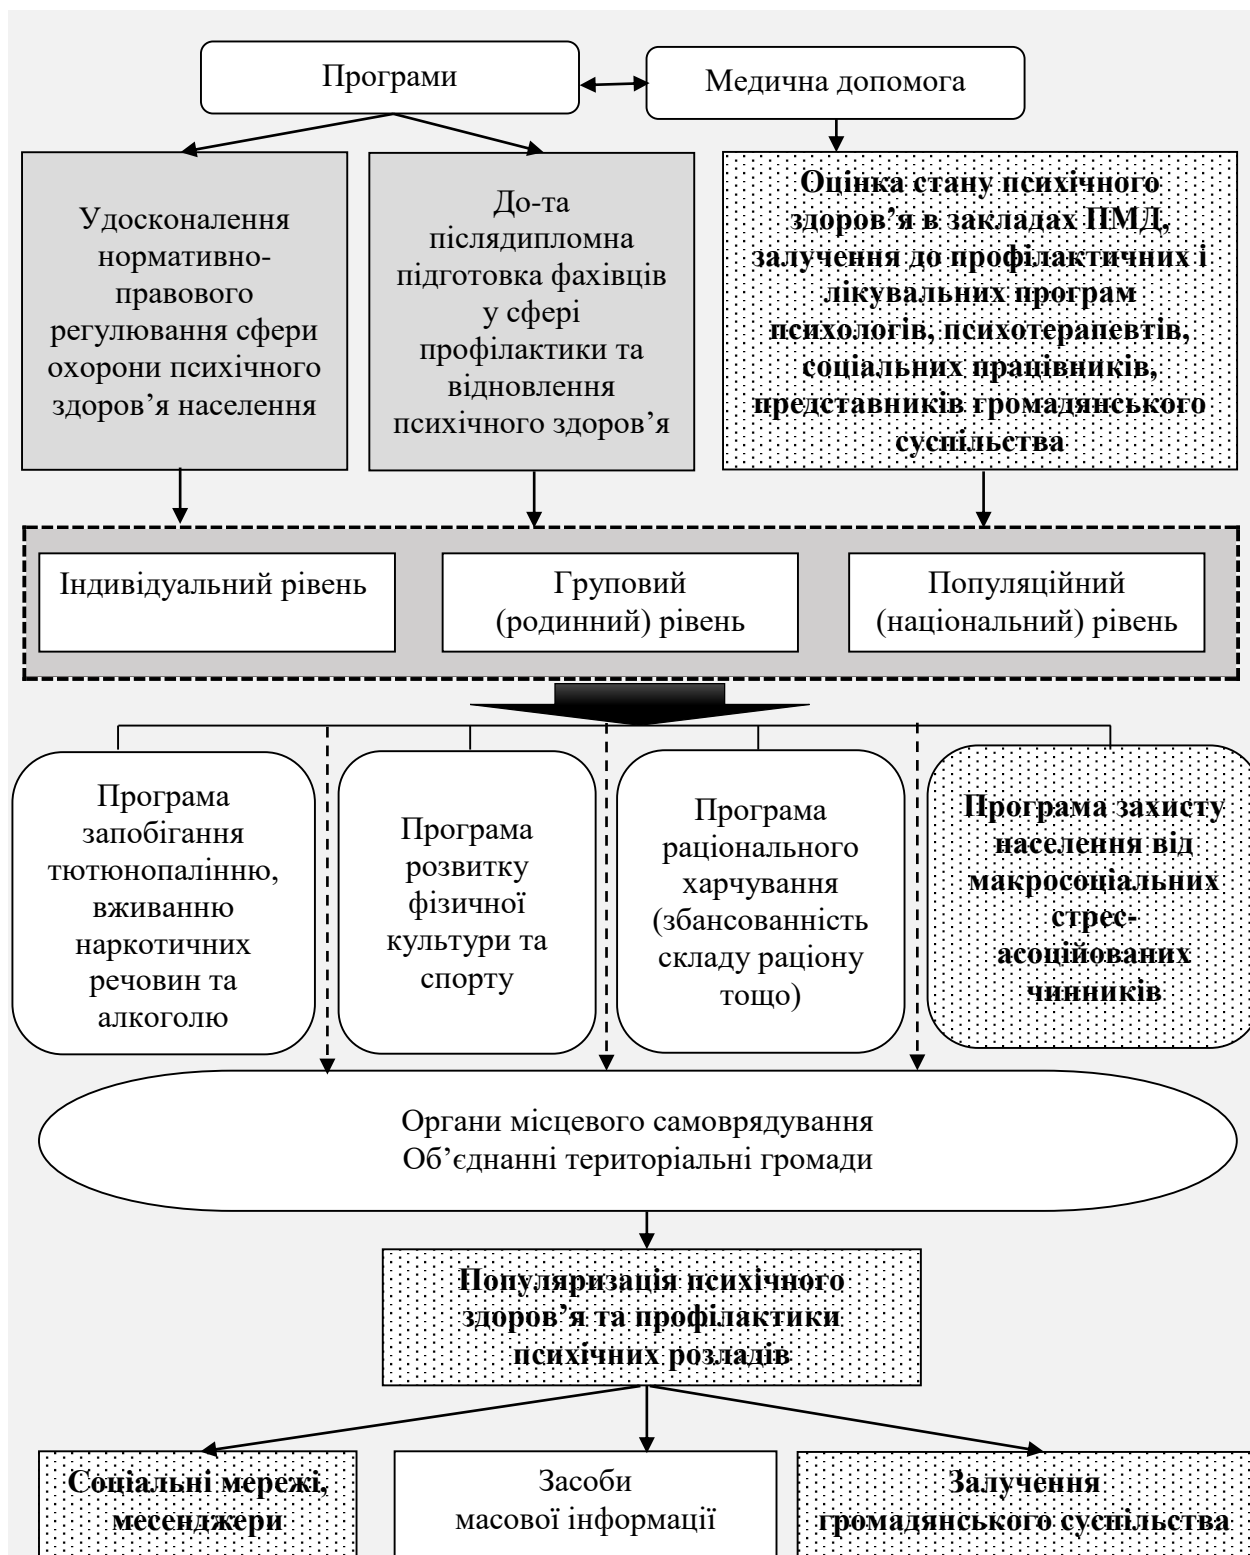 Програми
Медична допомога
Удосконалення
нормативно-
правового
регулювання сфери
охорони психічного
здоров’я населення
До-та
післядипломна
підготовка фахівців
у сфері
профілактики та
відновлення
психічного здоров’я
Оцінка стану психічного
здоров’я в закладах ПМД,
залучення до профілактичних і
лікувальних програм
психологів, психотерапевтів,
соціальних працівників,
представників громадянського
суспільства
Індивідуальний рівень
Груповий
(родинний) рівень
Популяційний
(національний) рівень
Програма
запобігання
тютюнопалінню,
вживанню
наркотичних
речовин та
алкоголю
Програма
розвитку
фізичної
культури та
спорту
Програма
раціонального
харчування
(збансованність
складу раціону
тощо)
Програма захисту
населення від
макросоціальних
стрес-
асоційованих
чинників
Органи місцевого самоврядування
Об’єднанні територіальні громади
Популяризація психічного
здоров’я та профілактики
психічних розладів
Соціальні мережі,
месенджери
Засоби
масової інформації
Залучення
громадянського суспільства